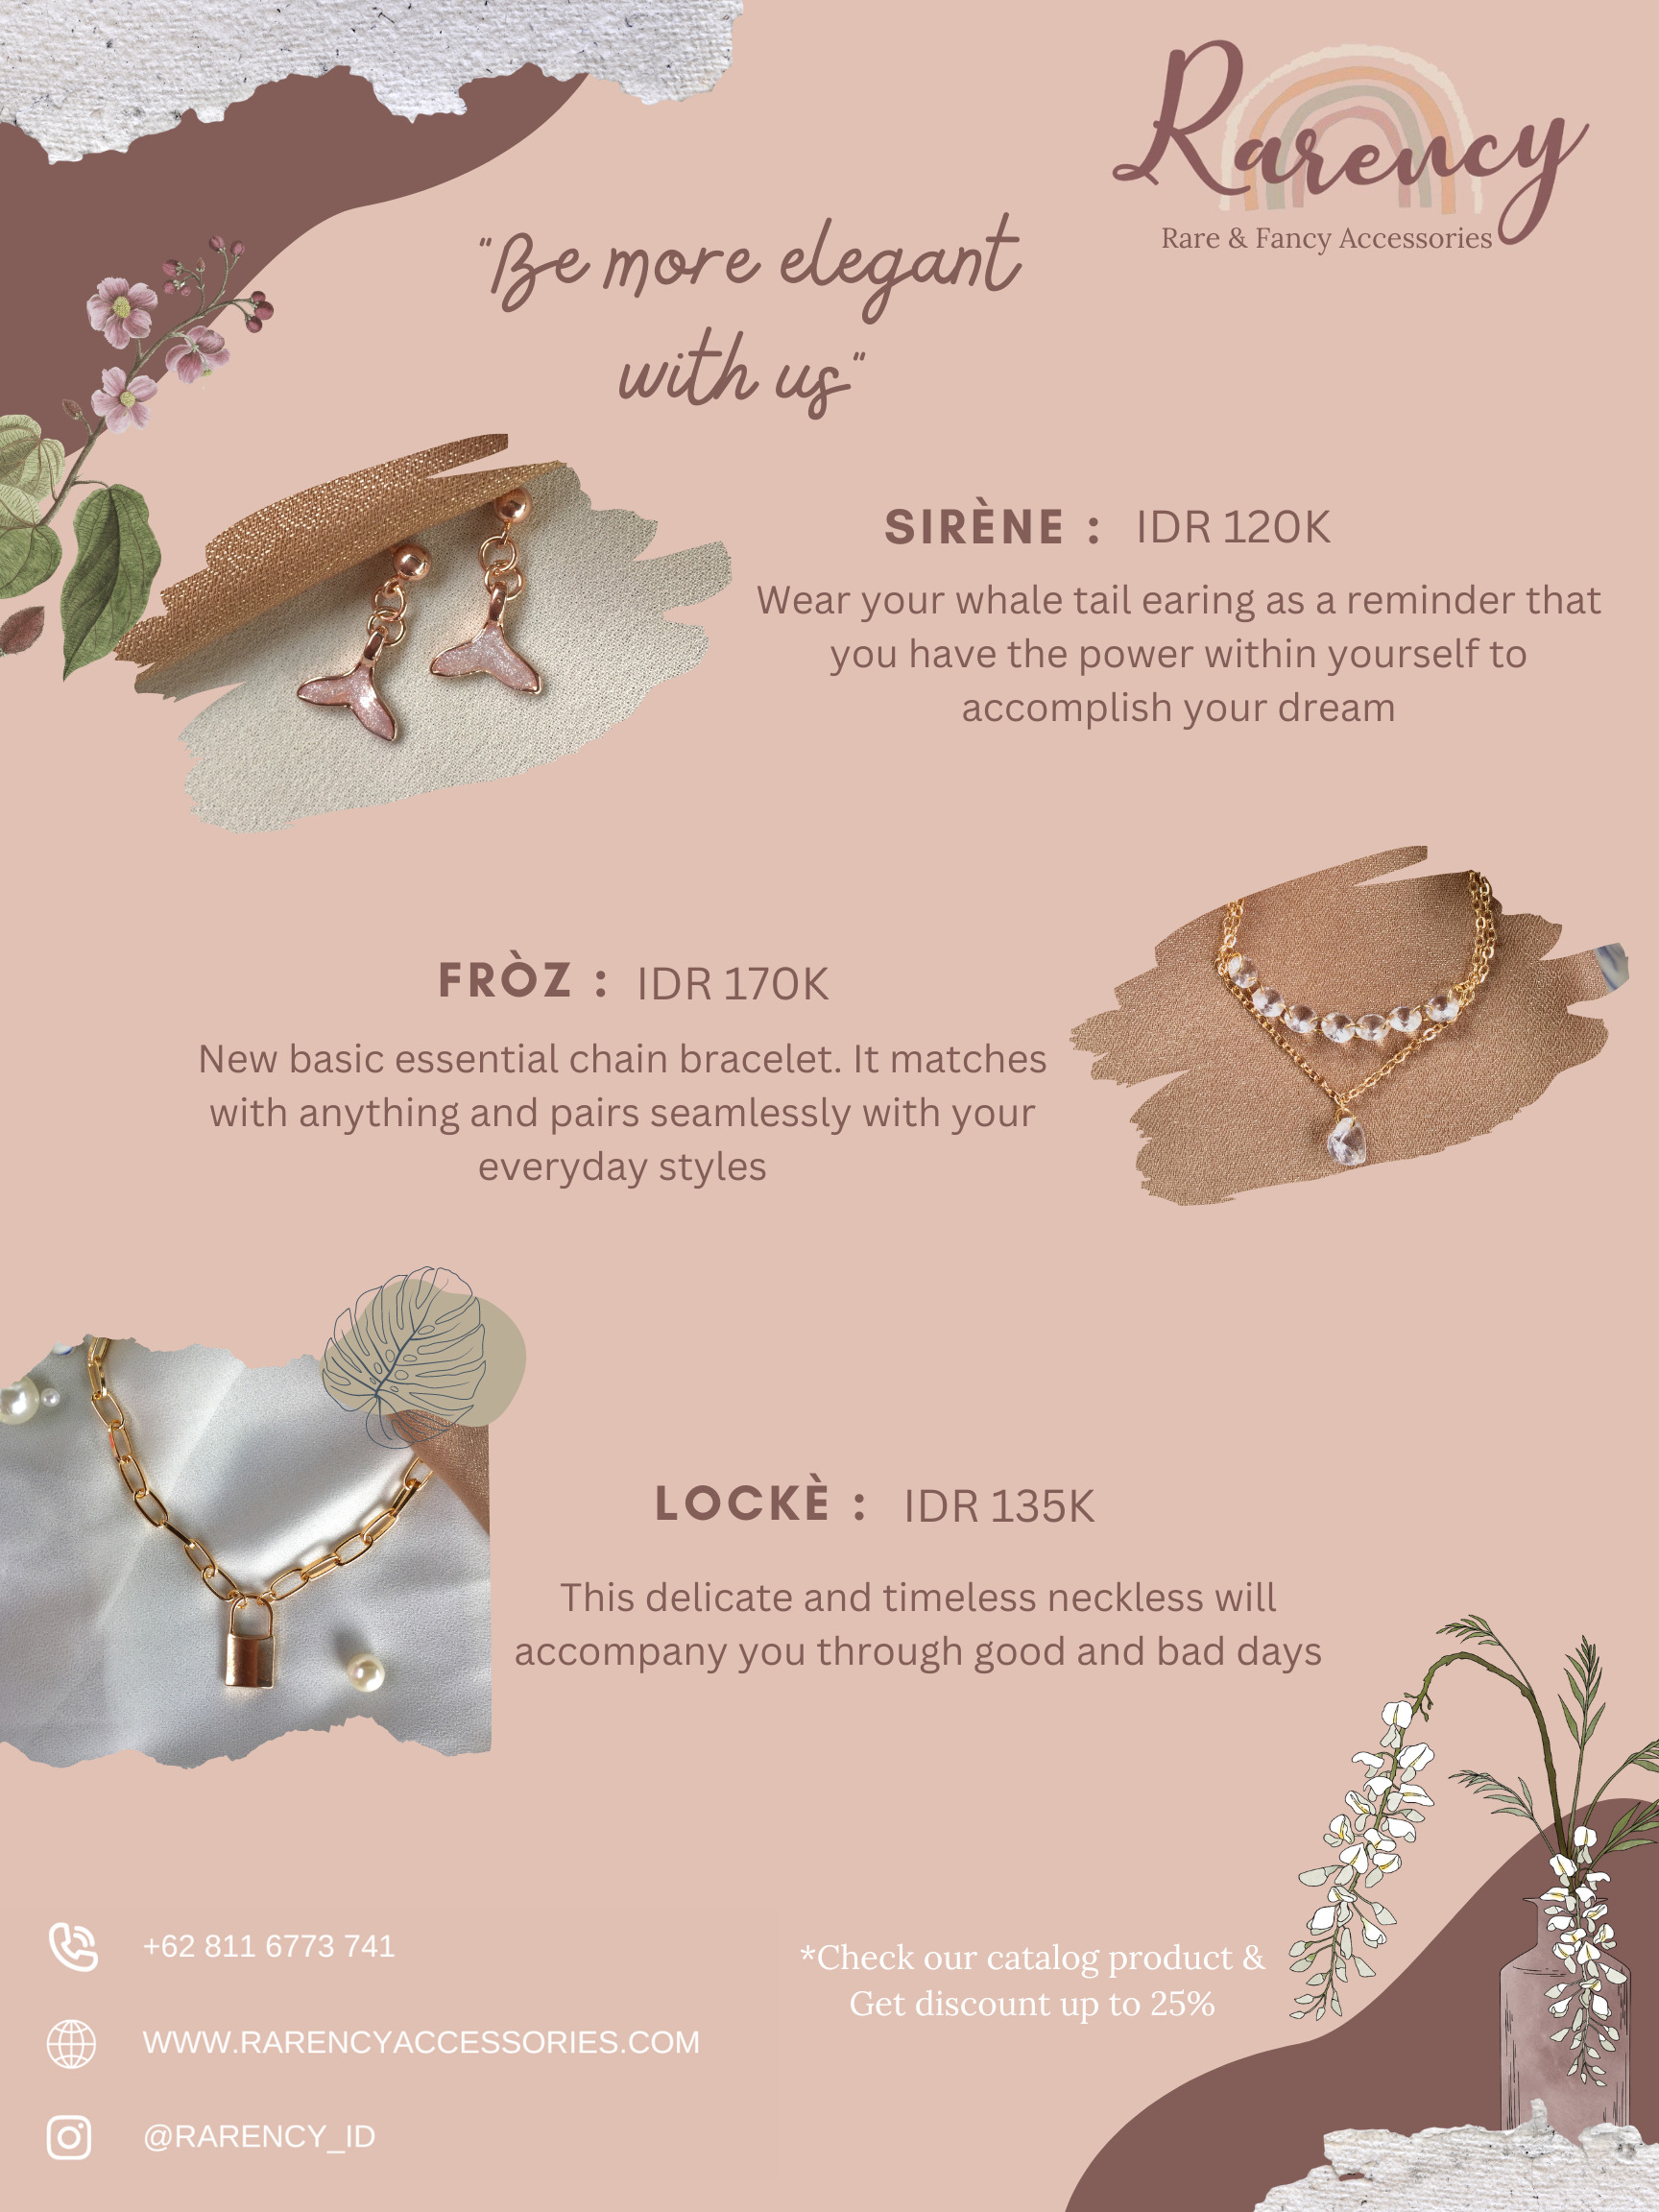 Rarency
Rare & Fancy Accessories
"Be more elegant
with us"
SIRÈNE : IDR 120K
Wear your whale tail earing as a reminder that
you have the power within yourself to
accomplish your dream
FRÒZ : IDR 170K
New basic essential chain bracelet. It matches
with anything and pairs seamlessly with your
everyday styles
LOCKÈ : IDR 135K
This delicate and timeless neckless will
accompany you through good and bad days
+62 811 6773 741
WWW.RARENCYACCESSORIES.COM
@RARENCY_ID
*Check our catalog product &
Get discount up to 25%